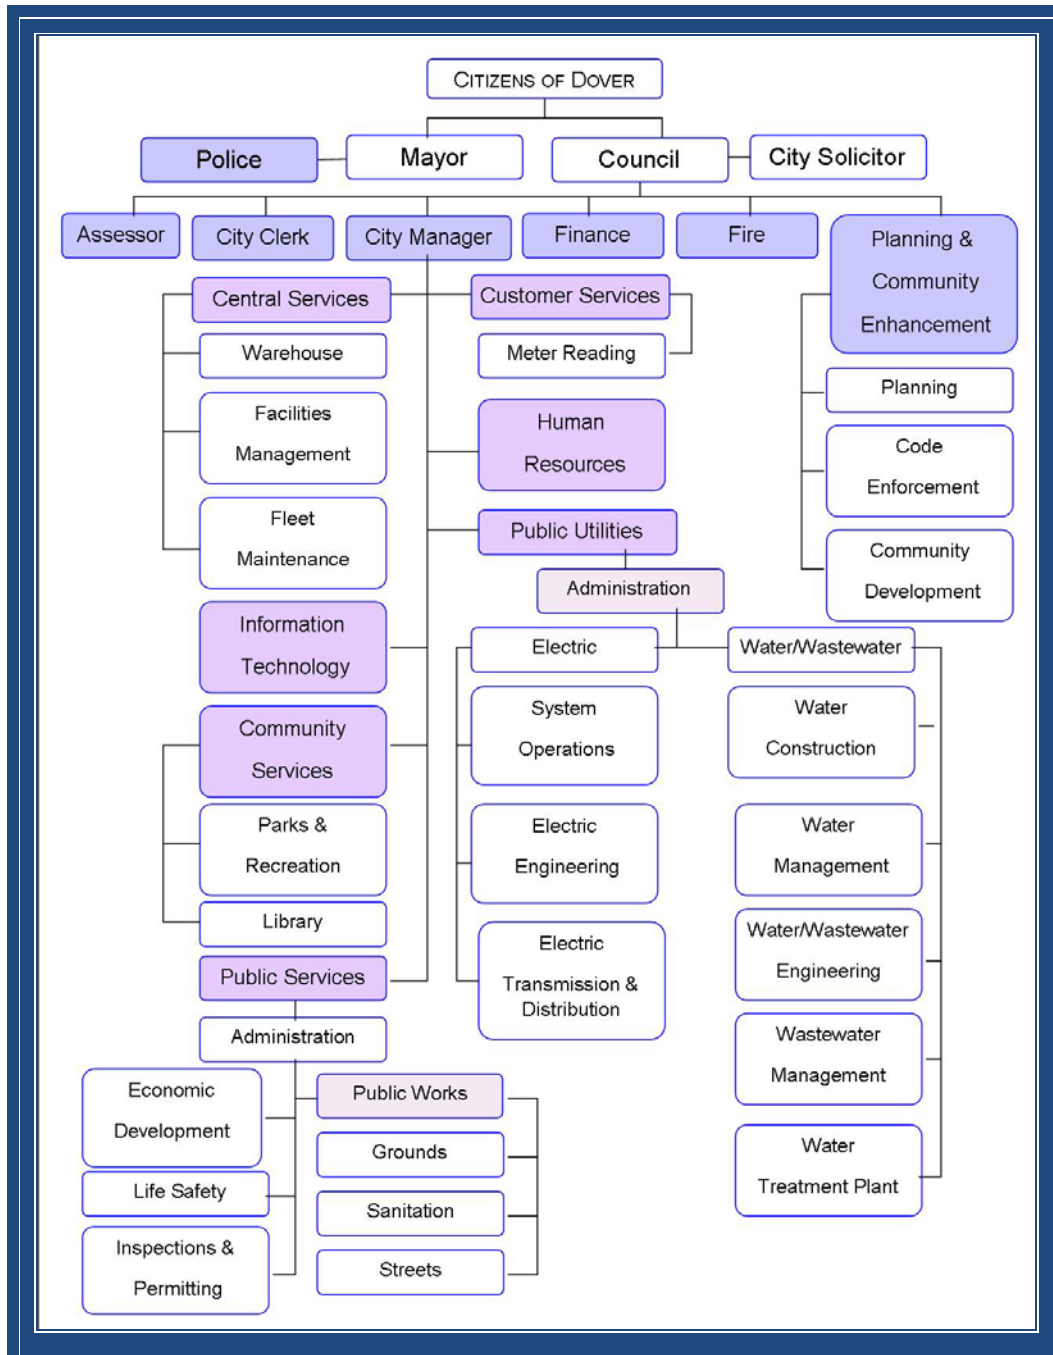 CITIZENS OF DOVER
Police
Mayor
Council
City Solicitor
Assessor
City Clerk
City Manager
Finance
Fire
Planning &
Community
Enhancement
Central Services
Customer Services
Warehouse
Meter Reading
Planning
Facilities
Management
Human
Resources
Code
Enforcement
Fleet
Maintenance
Public Utilities
Community
Development
Administration
Information
Technology
Electric
Water/Wastewater
Community
Services
System
Operations
Water
Construction
Parks &
Recreation
Electric
Engineering
Water
Management
Library
Water/Wastewater
Engineering
Electric
Transmission &
Distribution
Public Services
Administration
Wastewater
Management
Economic
Development
Public Works
Grounds
Water
Treatment Plant
Life Safety
Sanitation
Inspections &
Permitting
Streets